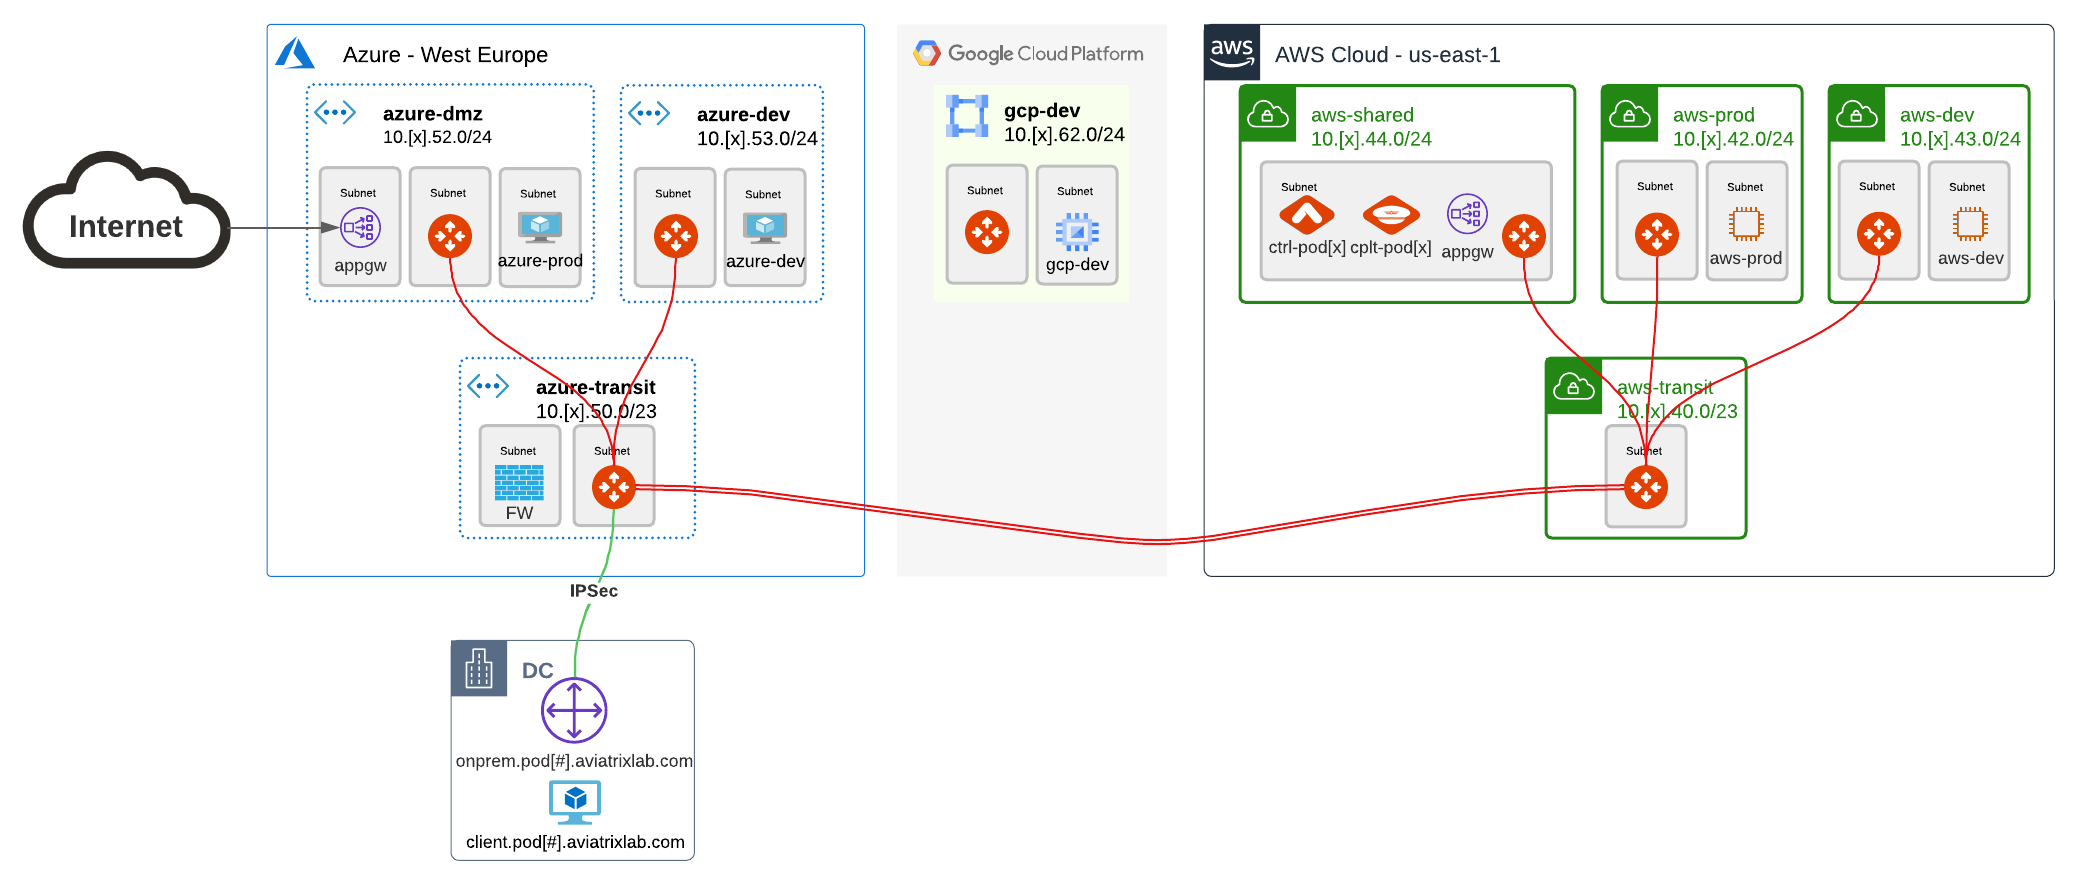 Internet
Azure - West Europe
azure-dmz
10.[x].52.0/24
Subnet
appgw
Subnet
Subnet
azure-prod
azure-dev
10.[x].53.0/24
Subnet
Subnet
azure-dev
azure-transit
10.[x].50.0/23
Subnet
FW
Subnet
IPSec
DC
onprem.pod[#].aviatrixlab.com
client.pod[#].aviatrixlab.com
Google Cloud Platform
gcp-dev
10.[x].62.0/24
Subnet
Subnet
gcp-dev
aws
AWS Cloud - us-east-1
aws-shared
10.[x].44.0/24
Subnet
ctrl-pod[x]
cplt-pod[x]
appgw
aws-prod
10.[x].42.0/24
Subnet
Subnet
aws-prod
aws-dev
10.[x].43.0/24
Subnet
Subnet
aws-dev
aws-transit
10.[x].40.0/23
Subnet